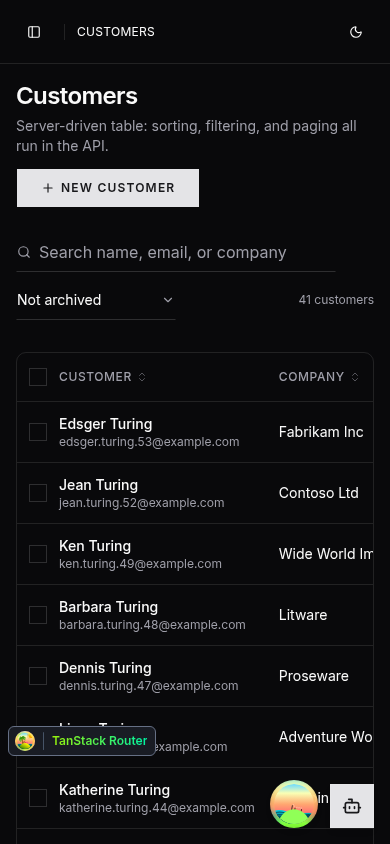 CUSTOMERS
Customers
Server-driven table: sorting, filtering, and paging all
run in the API.
NEW CUSTOMER
Search name, email, or company
Not archived
41 customers
CUSTOMER COMPANY
Edsger Turing
edsger.turing.53@example.com
Fabrikam Inc
Jean Turing
jean.turing.52@example.com
Contoso Ltd
Ken Turing
ken.turing.49@example.com
Wide World Im
Barbara Turing
barbara.turing.48@example.com
Litware
Dennis Turing
dennis.turing.47@example.com
Proseware
example.com
Adventure Wo
TanStack Router
Katherine Turing
katherine.turing.44@example.com